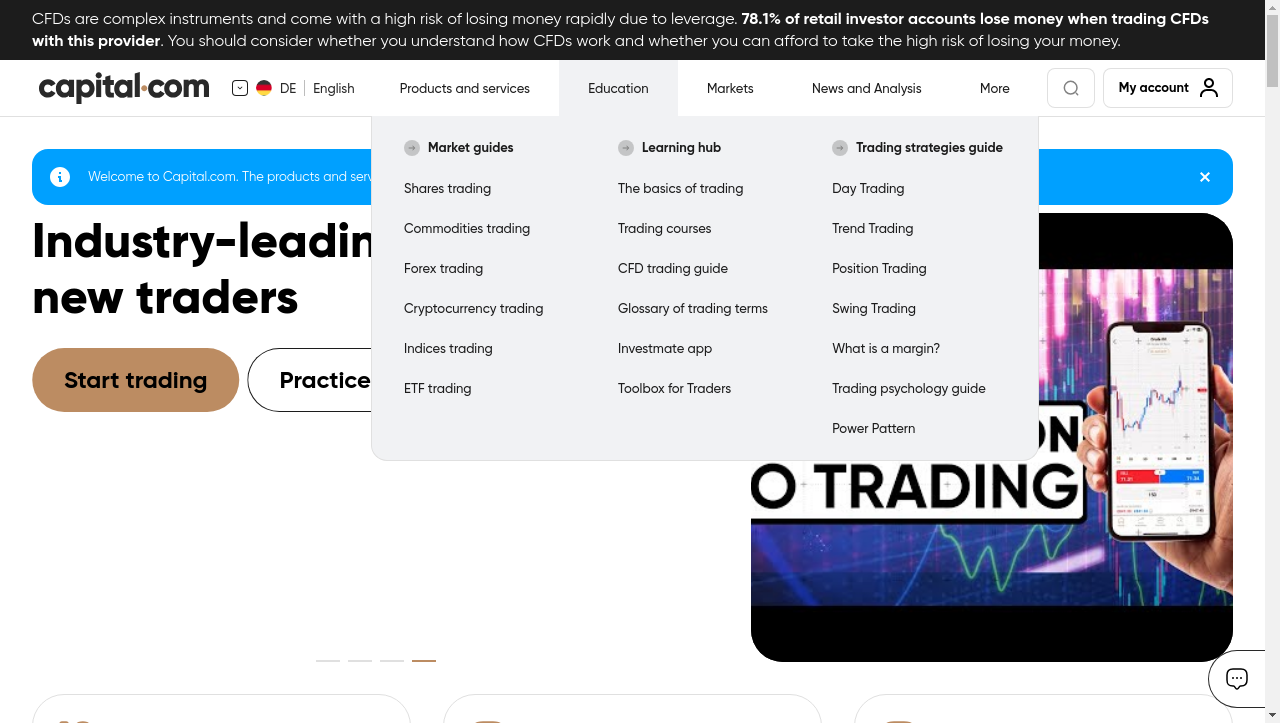 CFDs are complex instruments and come with a high risk of losing money rapidly due to leverage. 78.1% of retail investor accounts lose money when trading CFDs
with this provider. You should consider whether you understand how CFDs work and whether you can afford to take the high risk of losing your money.
capital.com
DE
English
Products and services
Education
Markets
News and Analysis
More
My account
Welcome to Capital.com. The products and serv
Market guides
Shares trading
Commodities trading
Forex trading
Cryptocurrency trading
Indices trading
ETF trading
Learning hub
The basics of trading
Trading courses
CFD trading guide
Glossary of trading terms
Investmate app
Toolbox for Traders
Trading strategies guide
Day Trading
Trend Trading
Position Trading
Swing Trading
What is a margin?
Trading psychology guide
Power Pattern
Industry-leadin
new traders
Start trading
Practice
ON
O TRADING